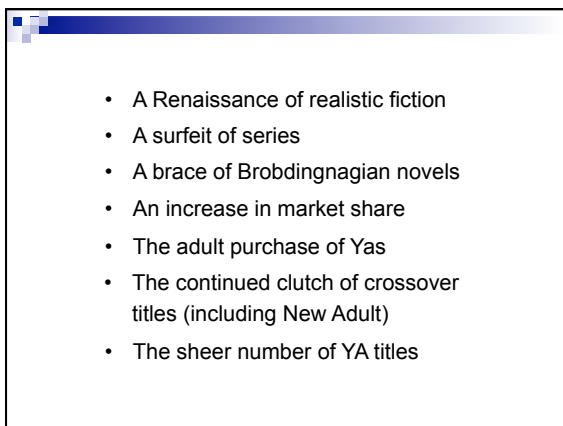 • A Renaissance of realistic fiction
• A surfeit of series
• A brace of Brobdingnagian novels
• An increase in market share
• The adult purchase of Yas
• The continued clutch of crossover
titles (including New Adult)
• The sheer number of YA titles